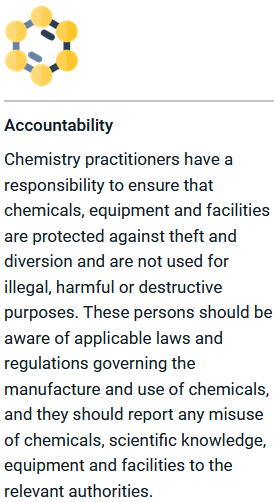 Accountability
Chemistry practitioners have a
responsibility to ensure that
chemicals, equipment and facilities
are protected against theft and
diversion and are not used for
illegal, harmful or destructive
purposes. These persons should be
aware of applicable laws and
regulations governing the
manufacture and use of chemicals,
and they should report any misuse
of chemicals, scientific knowledge,
equipment and facilities to the
relevant authorities.